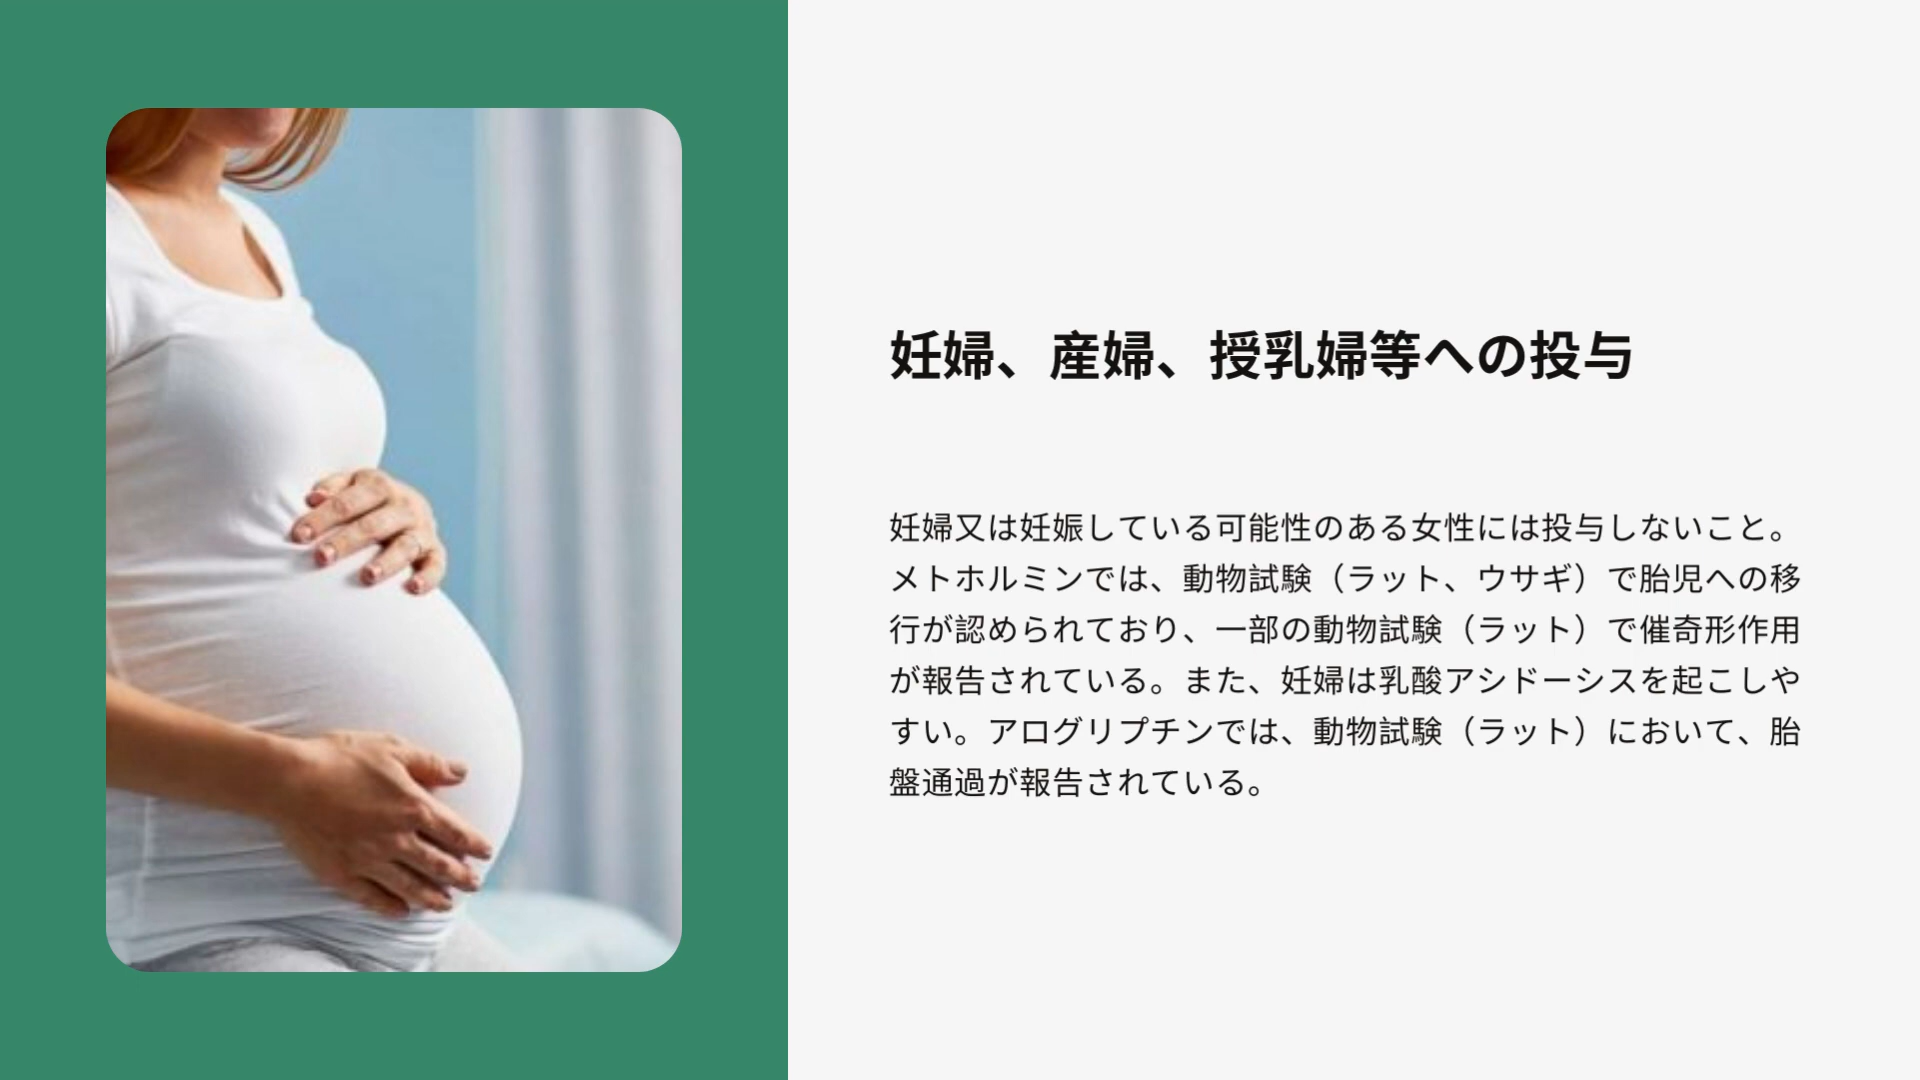 妊婦、産婦、授乳婦等への投与
妊婦又は妊娠している可能性のある女性には投与しないこと。
メトホルミンでは、動物試験（ラット、ウサギ）で胎児への移
行が認められており、一部の動物試験（ラット）で催奇形作用
が報告されている。また、妊婦は乳酸アシドーシスを起こしや
すい。アログリプチンでは、動物試験（ラット）において、胎
盤通過が報告されている。